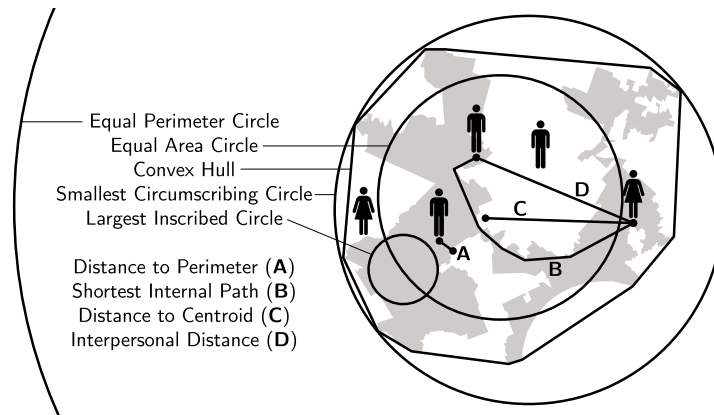 Equal Perimeter Circle
Equal Area Circle
Convex Hull
Smallest Circumscribing Circle
Largest Inscribed Circle
Distance to Perimeter (A)
Shortest Internal Path (B)
Distance to Centroid (C)
Interpersonal Distance (D)
D
C
A
B